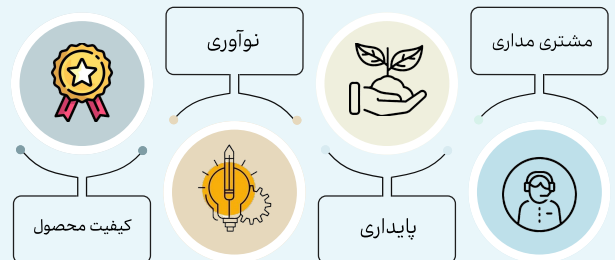 مشتری مداری
پایداری
نوآوری
کیفیت محصول